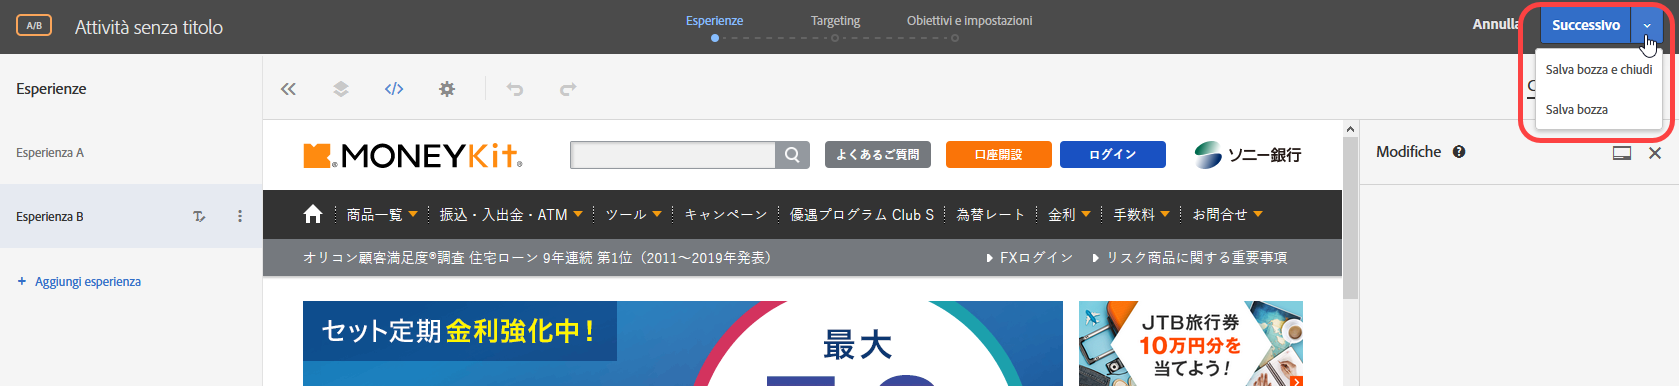 A/B
Attività senza titolo
Esperienze
Targeting
Obiettivi e impostazioni
Annulla
Successivo
Salva bozza e chiudi
Salva bozza
Esperienze
Esperienza A
Esperienza B
+ Aggiungi esperienza
Modifiche
MONEYKit®
よくあるご質問
口座開設
ログイン
ソニー銀行
商品一覧
振込・入出金・ATM
ツール
キャンペーン
優遇プログラム Club S
為替レート
金利
手数料
お問合せ
オリコン顧客満足度®調査 住宅ローン 9年連続 第1位（2011～2019年発表）
FXログイン
リスク商品に関する重要事項
セット定期 金利強化中！
最大
JTB旅行券
10万円分を
当てよう！